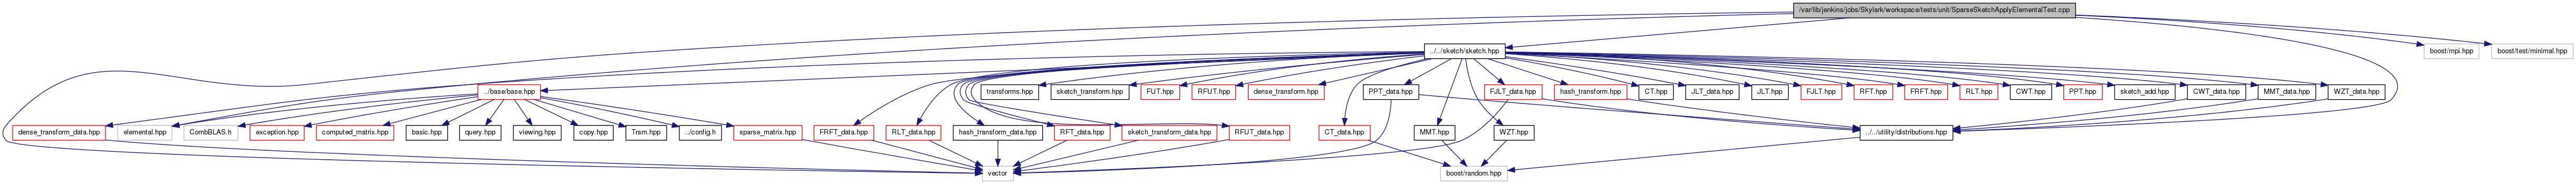 /var/lib/jenkins/jobs/Skylark/workspace/tests/unit/SparseSketchApplyElementalTest.cpp
../../sketch/sketch.hpp
boost/mpi.hpp
boost/test/minimal.hpp
../base/base.hpp
transforms.hpp
sketch_transform.hpp
FUT.hpp
RFUT.hpp
dense_transform.hpp
PPT_data.hpp
FJLT_data.hpp
hash_transform.hpp
CT.hpp
JLT_data.hpp
JLT.hpp
FJLT.hpp
RFT.hpp
FRFT.hpp
RLT.hpp
CWT.hpp
PPT.hpp
sketch_add.hpp
CWT_data.hpp
MMT_data.hpp
WZT_data.hpp
dense_transform_data.hpp
elemental.hpp
CombBLAS.h
exception.hpp
computed_matrix.hpp
basic.hpp
query.hpp
viewing.hpp
copy.hpp
Trsm.hpp
../config.h
sparse_matrix.hpp
FRFT_data.hpp
RLT_data.hpp
hash_transform_data.hpp
RFT_data.hpp
sketch_transform_data.hpp
RFUT_data.hpp
CT_data.hpp
MMT.hpp
WZT.hpp
../../utility/distributions.hpp
vector
boost/random.hpp